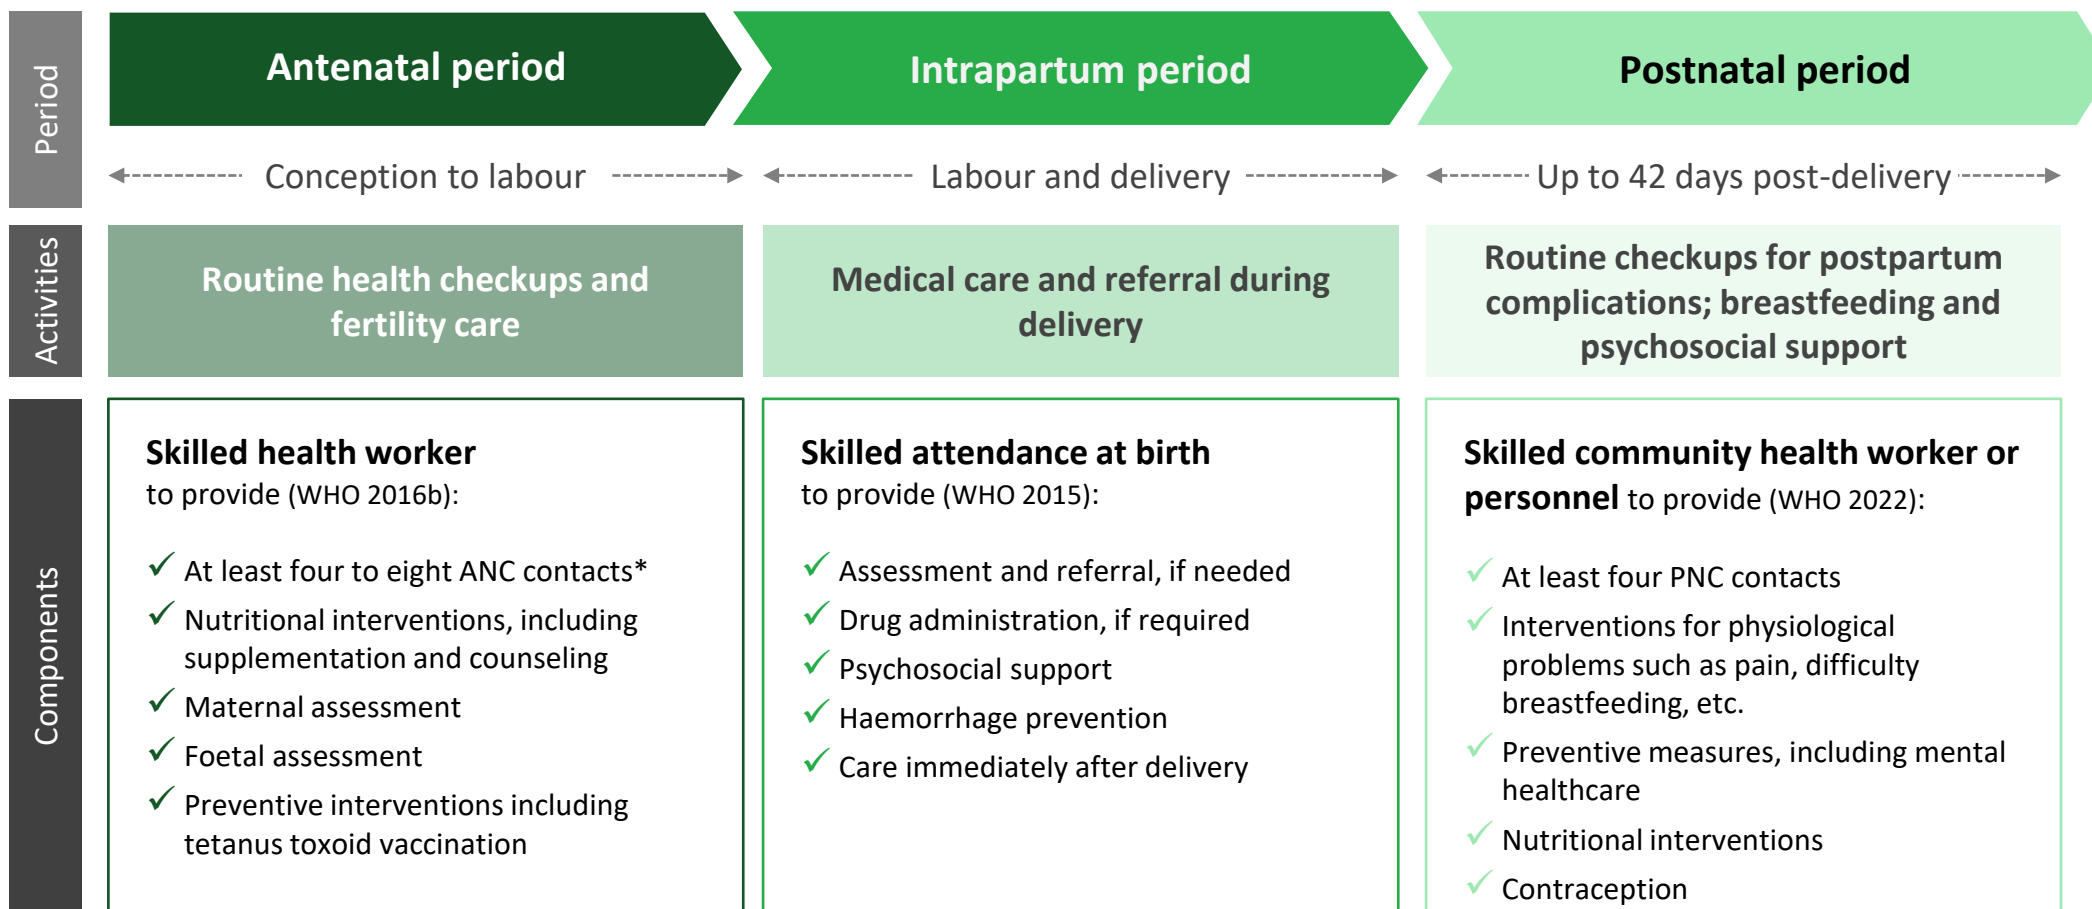 Period
Antenatal period
Intrapartum period
Postnatal period
Conception to labour
Labour and delivery
Up to 42 days post-delivery
Activities
Routine health checkups and
fertility care
Medical care and referral during
delivery
Routine checkups for postpartum
complications; breastfeeding and
psychosocial support
Components
Skilled health worker
to provide (WHO 2016b):
At least four to eight ANC contacts*
Nutritional interventions, including
supplementation and counseling
Maternal assessment
Foetal assessment
Preventive interventions including
tetanus toxoid vaccination
Skilled attendance at birth
to provide (WHO 2015):
Assessment and referral, if needed
Drug administration, if required
Psychosocial support
Haemorrhage prevention
Care immediately after delivery
Skilled community health worker or
personnel to provide (WHO 2022):
At least four PNC contacts
Interventions for physiological
problems such as pain, difficulty
breastfeeding, etc.
Preventive measures, including mental
healthcare
Nutritional interventions
Contraception